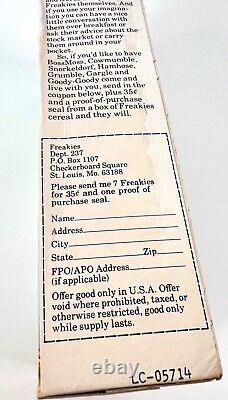 Freakies themselves. And
if you use your imagina-
tion you can have a nice
little conversation with
them over breakfast or
ask their advice about the
stock market or carry
them around in your
pocket.
So, if you'd like to have
BossMoss, Cowmumble,
Snorkeldorf, Hamhose,
Grumble, Gargle and
Goody-Goody come and
live with you, send in the
coupon below, plus 35¢
and a proof-of-purchase
seal from a box of Freakies
cereal and they will.
Freakies
Dept. 237
P.O. Box 1107
Checkerboard Square
St. Louis, Mo. 63188
Please send me 7 Freakies
for 35¢ and one proof of
purchase seal.
Name
Address
City
State Zip
FPO/APO Address
(if applicable)
Offer good only in U.S.A. Offer
void where prohibited, taxed, or
otherwise restricted, good only
while supply lasts.
LC-05714